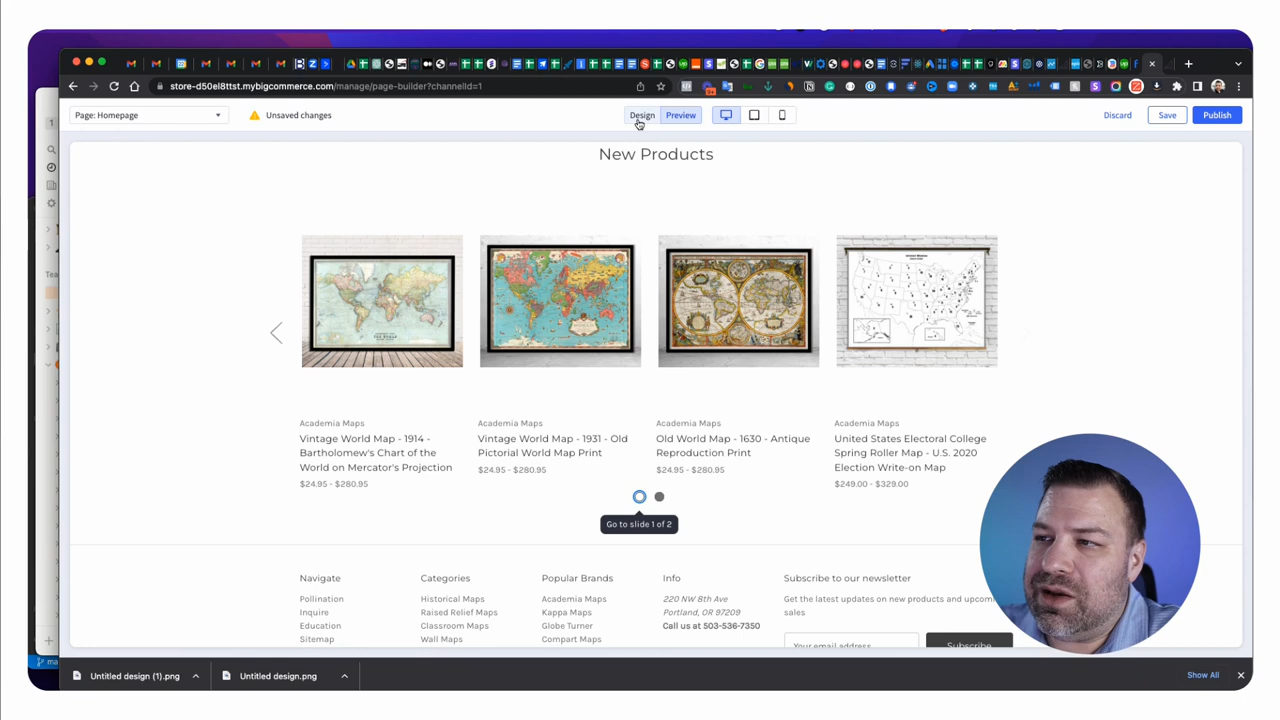 store-d50el8ttst.mybigcommerce.com/manage/page-builder?channelId=1
Page: Homepage
Unsaved changes
Design
Preview
Discard
Save
Publish
New Products
Academia Maps
Vintage World Map - 1914 -
Bartholomew's Chart of the
World on Mercator's Projection
$24.95 - $280.95
Academia Maps
Vintage World Map - 1931 - Old
Pictorial World Map Print
$24.95 - $280.95
Academia Maps
Old World Map - 1630 - Antique
Reproduction Print
$24.95 - $280.95
Academia Maps
United States Electoral College
Spring Roller Map - U.S. 2020
Election Write-on Map
$249.00 - $329.00
Go to slide 1 of 2
Navigate
Pollination
Inquire
Education
Sitemap
Categories
Historical Maps
Raised Relief Maps
Classroom Maps
Wall Maps
Popular Brands
Academia Maps
Kappa Maps
Globe Turner
Compart Maps
Info
220 NW 8th Ave
Portland, OR 97209
Call us at 503-536-7350
Subscribe to our newsletter
Get the latest updates on new products and upcom
sales
Your email address
Subscribe
Untitled design (1).png
Untitled design.png
Show All